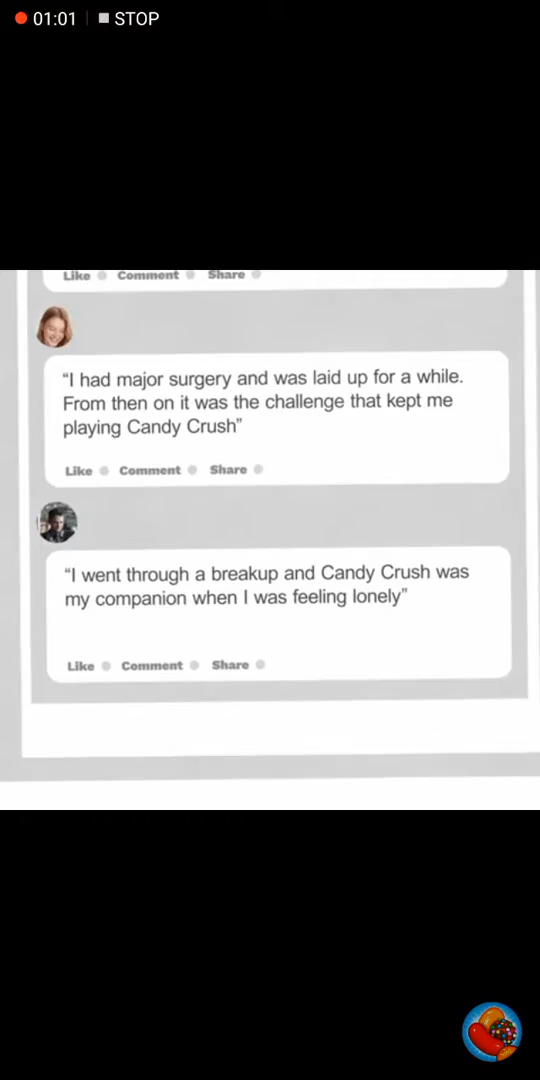 01:01 STOP
Like Comment Share
“I had major surgery and was laid up for a while.
From then on it was the challenge that kept me
playing Candy Crush”
Like Comment Share
“I went through a breakup and Candy Crush was
my companion when I was feeling lonely”
Like Comment Share